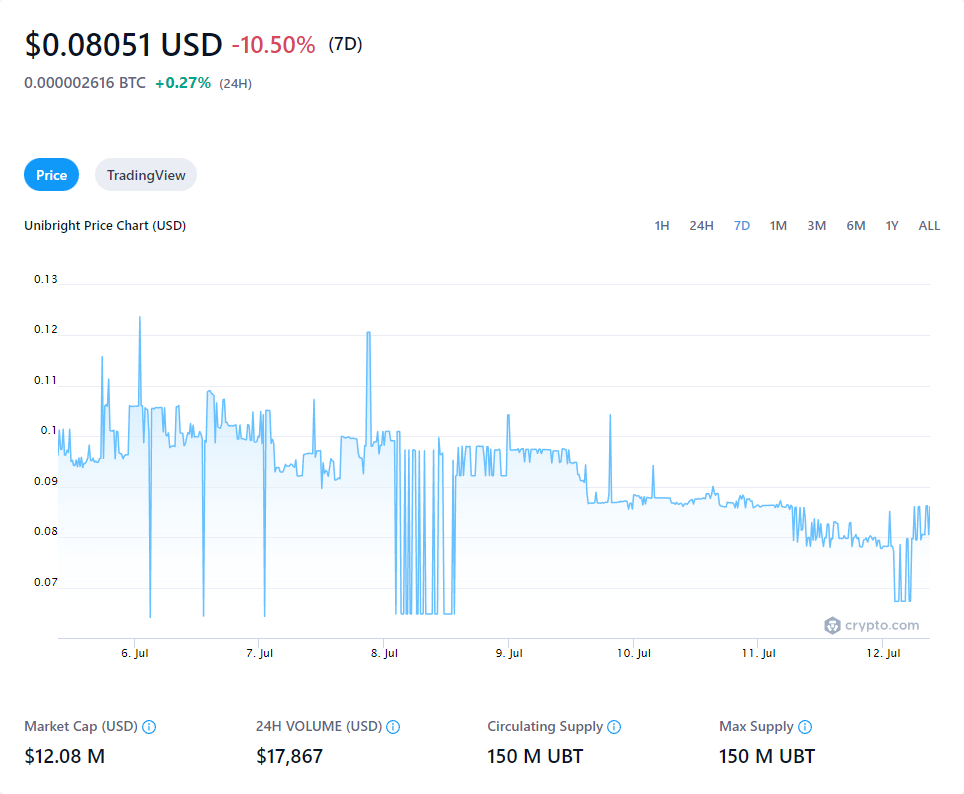 $0.08051 USD -10.50% (7D)
0.000002616 BTC +0.27% (24H)
Price TradingView
Unibright Price Chart (USD) 1H 24H 7D 1M 3M 6M 1Y ALL
0.13
0.12
0.11
0.1
0.09
0.08
0.07
crypto.com
6. Jul 7. Jul 8. Jul 9. Jul 10. Jul 11. Jul 12. Jul
Market Cap (USD) 24H VOLUME (USD) Circulating Supply Max Supply
$12.08 M $17,867 150 M UBT 150 M UBT